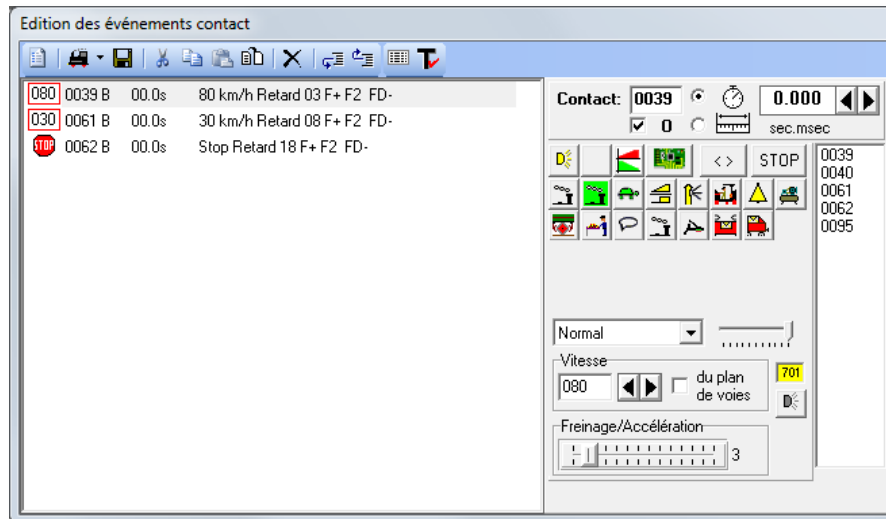 Edition des événements contact
080 0039 B 00.0s 80 km/h Retard 03 F+ F2 FD-
030 0061 B 00.0s 30 km/h Retard 08 F+ F2 FD-
STOP 0062 B 00.0s Stop Retard 18 F+ F2 FD-
Contact: 0039 0.000
0 sec.msec
D < > STOP
0039
0040
0061
0062
0095
Normal
Vitesse
080 du plan de voies
701
D
Freinage/Accélération
3